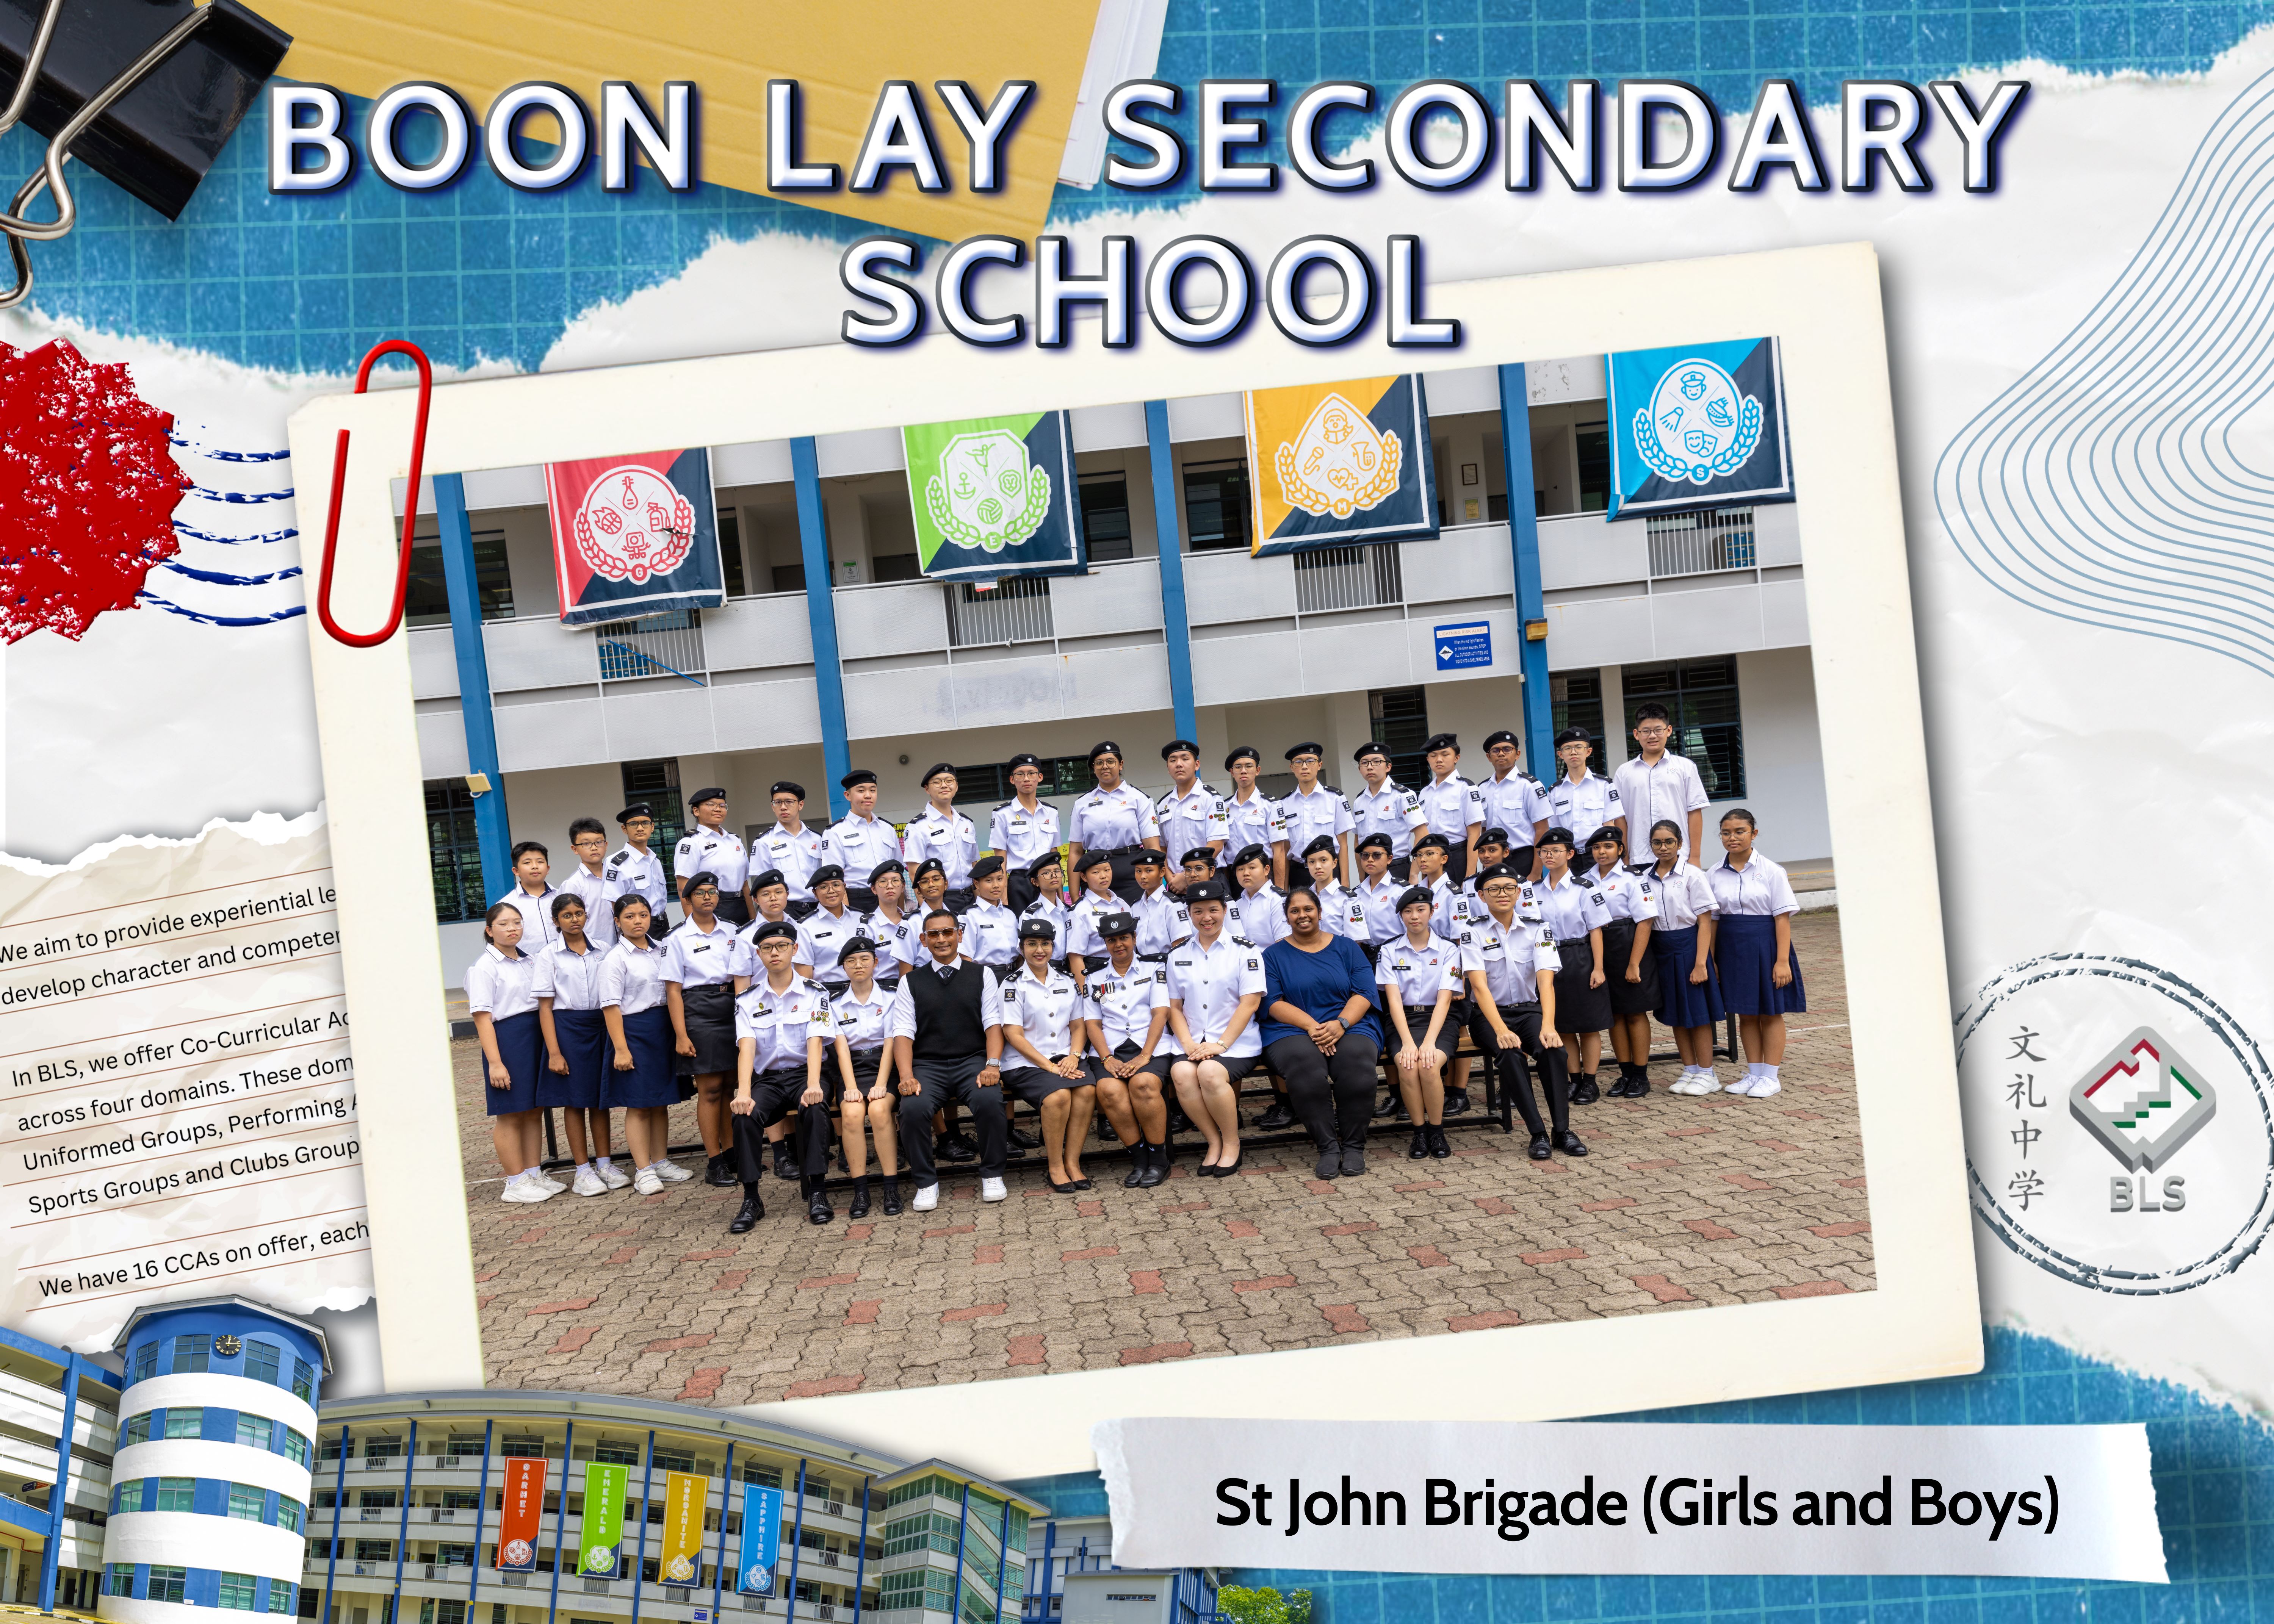 BOON LAY SECONDARY
SCHOOL
G
E
M
S
We aim to provide experiential le
develop character and competen
In BLS, we offer Co-Curricular Ac
across four domains. These dom
Uniformed Groups, Performing A
Sports Groups and Clubs Group
We have 16 CCAs on offer, each
文礼中学
BLS
GARNET
EMERALD
MORGANITE
SAPPHIRE
St John Brigade (Girls and Boys)